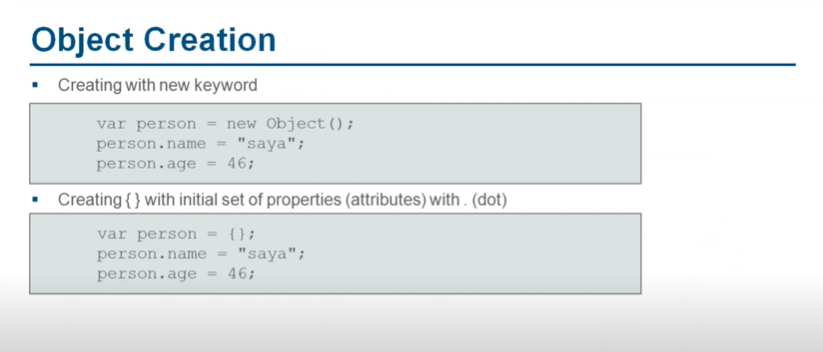 Object Creation
▪ Creating with new keyword
var person = new Object();
person.name = "saya";
person.age = 46;
▪ Creating { } with initial set of properties (attributes) with . (dot)
var person = {};
person.name = "saya";
person.age = 46;